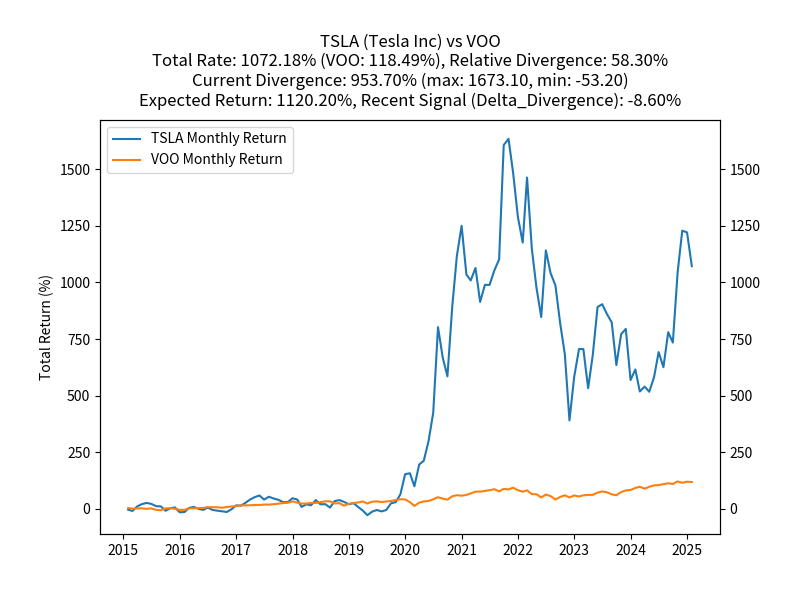 TSLA (Tesla Inc) vs VOO
Total Rate: 1072.18% (VOO: 118.49%), Relative Divergence: 58.30%
Current Divergence: 953.70% (max: 1673.10, min: -53.20)
Expected Return: 1120.20%, Recent Signal (Delta_Divergence): -8.60%
TSLA Monthly Return
VOO Monthly Return
Total Return (%)
1500
1250
1000
750
500
250
0
1500
1250
1000
750
500
250
0
2015 2016 2017 2018 2019 2020 2021 2022 2023 2024 2025